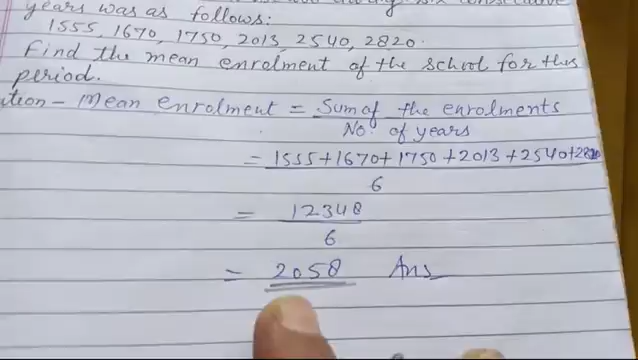 years was as follows:
1555, 1670, 1750, 2013, 2540, 2820.
Find the mean enrolment of the school for this
period.
ution - Mean enrolment = Sum of the enrolments
No. of years
= 1555+1670+1750+2013+2540+2820
6
= 12348
6
= 2058 Ans